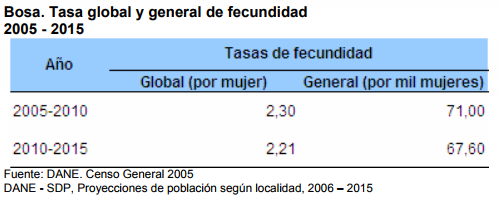 Bosa. Tasa global y general de fecundidad
2005 - 2015
Año
Tasas de fecundidad
Global (por mujer) General (por mil mujeres)
2005-2010 2,30 71,00
2010-2015 2,21 67,60
Fuente: DANE. Censo General 2005
DANE - SDP, Proyecciones de población según localidad, 2006 – 2015